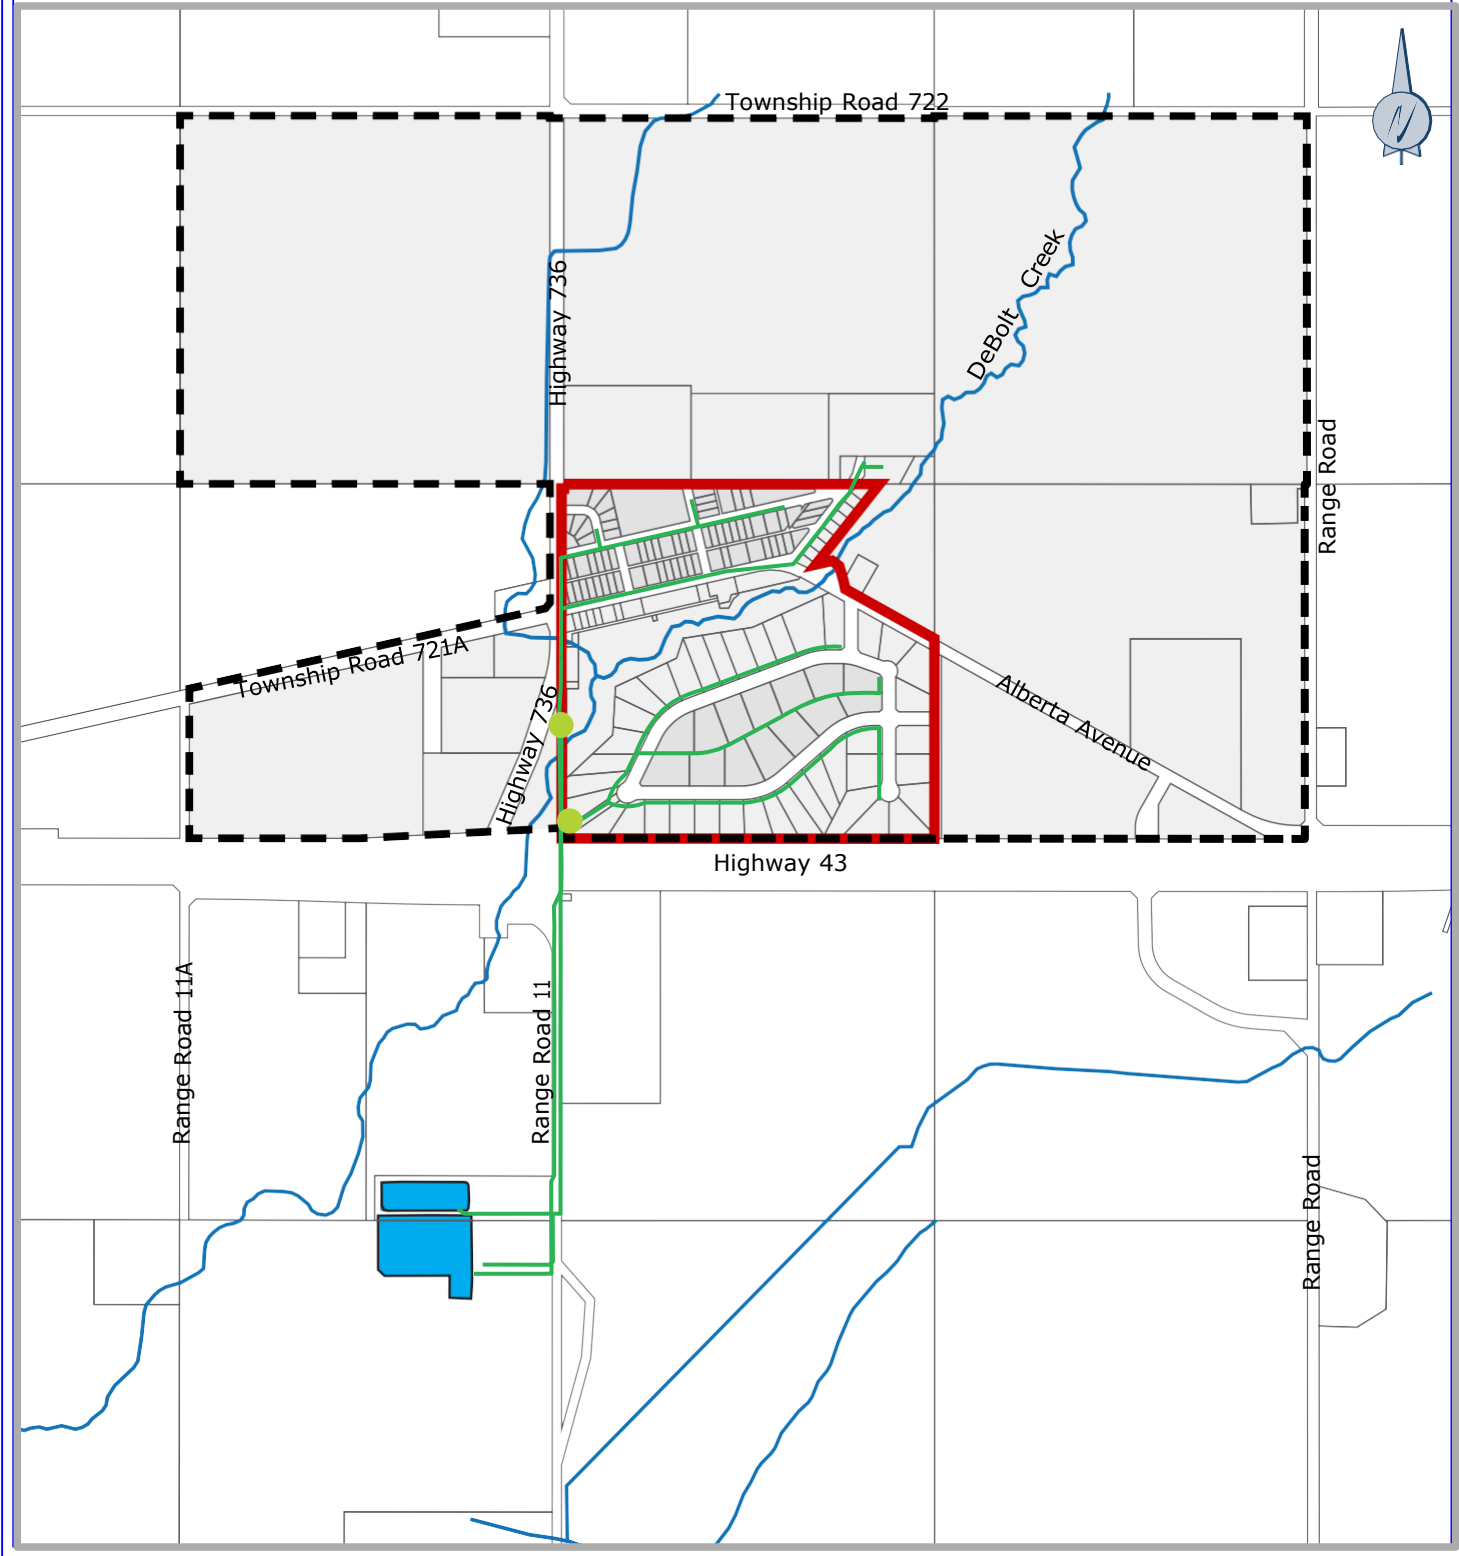 Township Road 722
Highway 736
DeBolt Creek
Range Road
Township Road 721A
Highway 736
Alberta Avenue
Highway 43
Range Road 11A
Range Road 11
Range Road
N